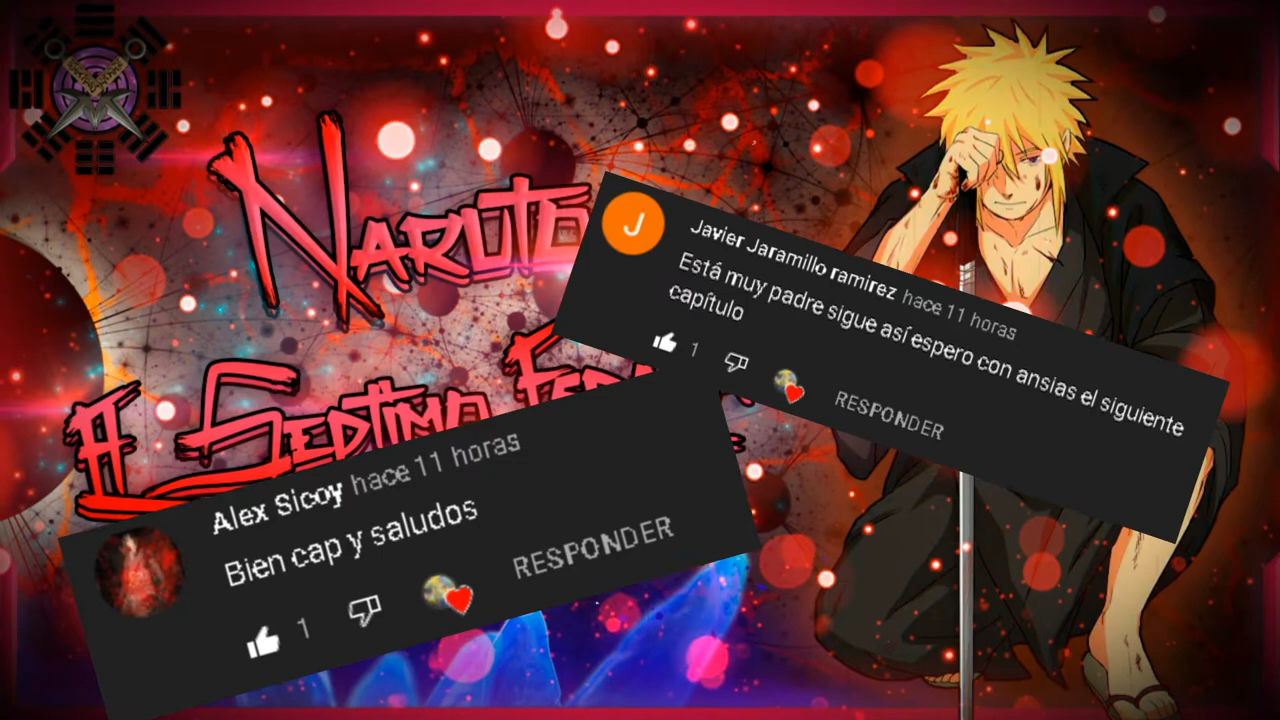 NARUTO
El SEPTIMO
J
Javier Jaramillo ramirez hace 11 horas
Está muy padre sigue así espero con ansias el siguiente
capítulo
1
RESPONDER
Alex Sicoy hace 11 horas
Bien cap y saludos
1
RESPONDER